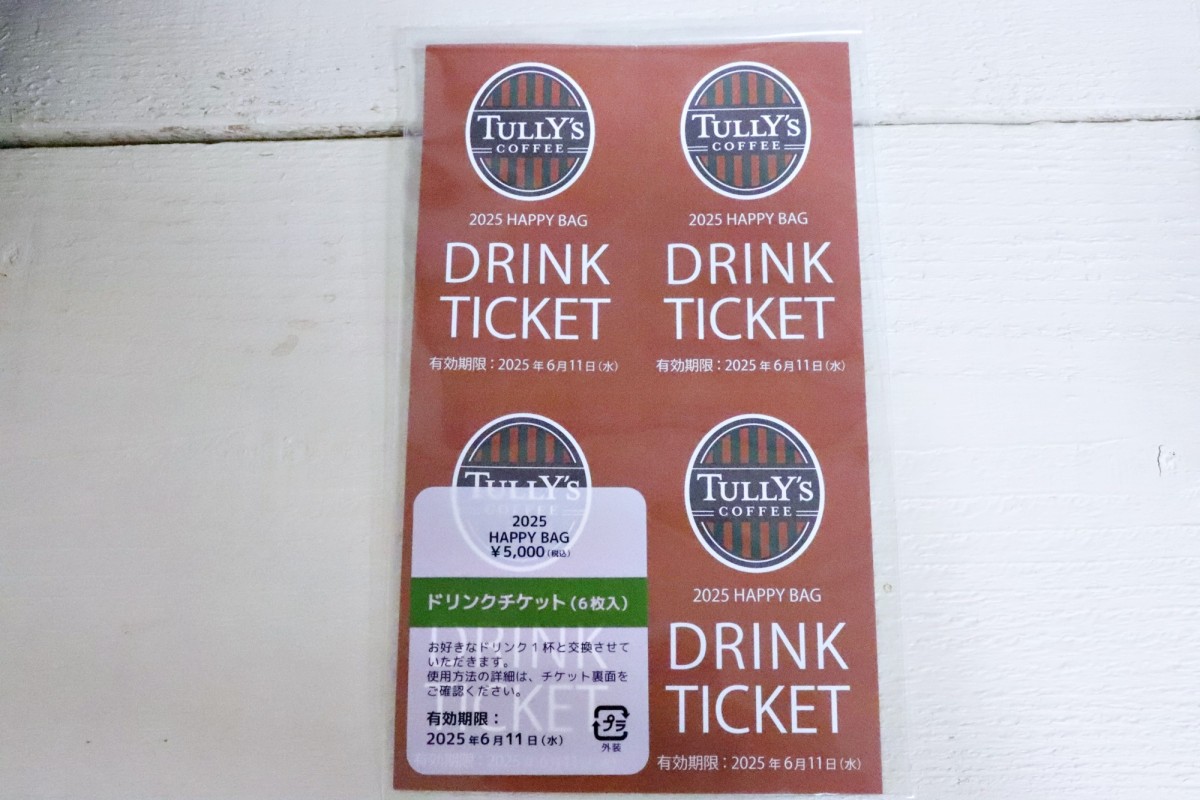 TULLY'S
COFFEE
2025 HAPPY BAG
DRINK
TICKET
有効期限：2025年6月11日（水）
TULLY'S
COFFEE
2025 HAPPY BAG
DRINK
TICKET
有効期限：2025年6月11日（水）
TULLY'S
COFFEE
2025
HAPPY BAG
¥5,000（税込）
ドリンクチケット（6枚入）
お好きなドリンク1杯と交換させて
いただきます。
使用方法の詳細は、チケット裏面を
ご確認ください。
有効期限：
2025年6月11日（水）
プラ
外装
DRINK
TICKET
TULLY'S
COFFEE
2025 HAPPY BAG
DRINK
TICKET
有効期限：2025年6月11日（水）